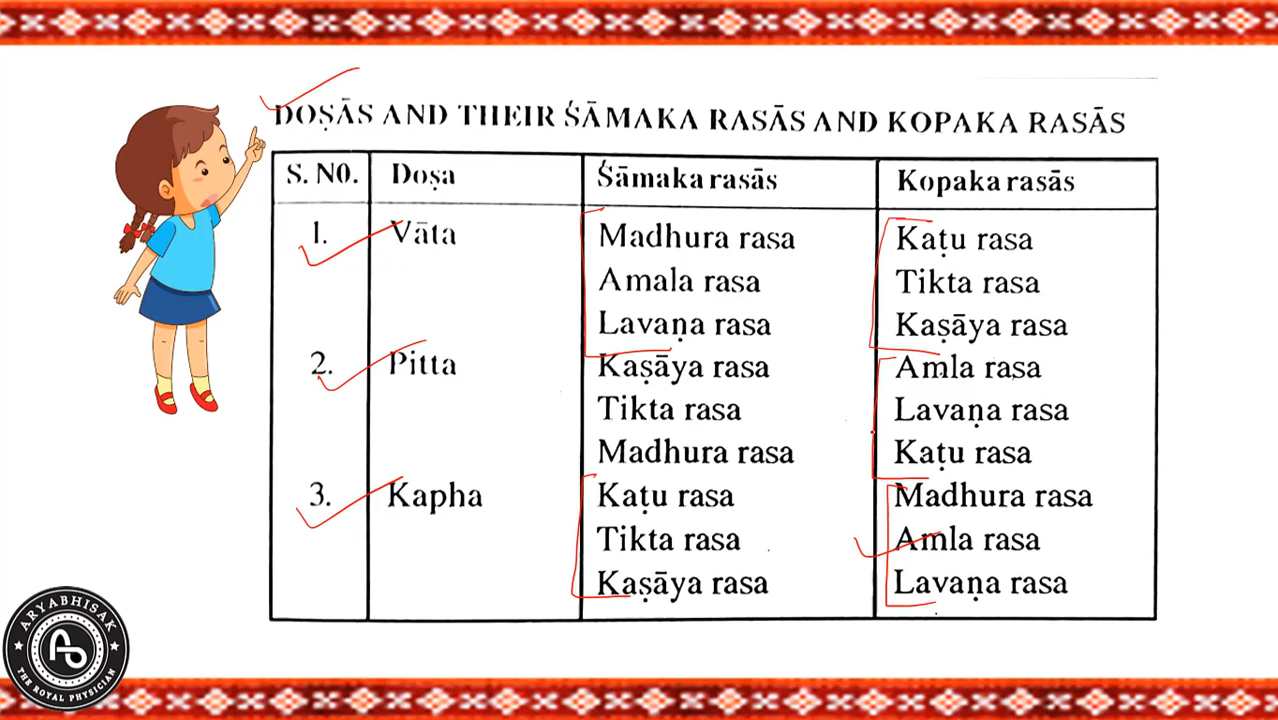 DOṢĀS AND THEIR ŚĀMAKA RASĀS AND KOPAKA RASĀS
S. NO. Doṣa Śāmaka rasās Kopaka rasās
1. Vāta Madhura rasa Kaṭu rasa
Amala rasa Tikta rasa
Lavaṇa rasa Kaṣāya rasa
2. Pitta Kaṣāya rasa Amla rasa
Tikta rasa Lavaṇa rasa
Madhura rasa Kaṭu rasa
3. Kapha Kaṭu rasa Madhura rasa
Tikta rasa Amla rasa
Kaṣāya rasa Lavaṇa rasa
ARYABHISAK
THE ROYAL PHYSICIAN